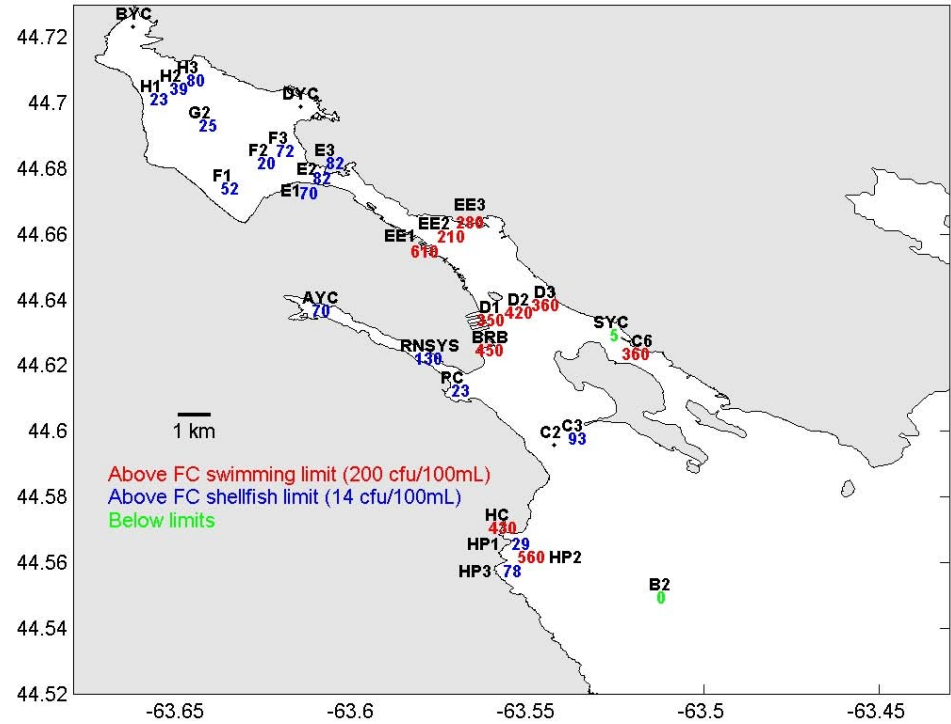 BYC
44.72
H3
H2
80
H1
39
23
44.7
DYC
G2
25
F3
F2
72
E3
20
82
44.68
E2
82
F1
52
E1 70
EE3
EE2
280
44.66
EE1
210
610
AYC
70
44.64
D3
D2
360
D1
420
350
SYC
5
C6
360
BRB
450
RNSYS
130
44.62
PC
23
1 km
44.6
C3
C2
93
Above FC swimming limit (200 cfu/100mL)
Above FC shellfish limit (14 cfu/100mL)
Below limits
44.58
HC
430
HP1 29
44.56
560 HP2
HP3 78
B2
0
44.54
44.52
-63.65 -63.6 -63.55 -63.5 -63.45